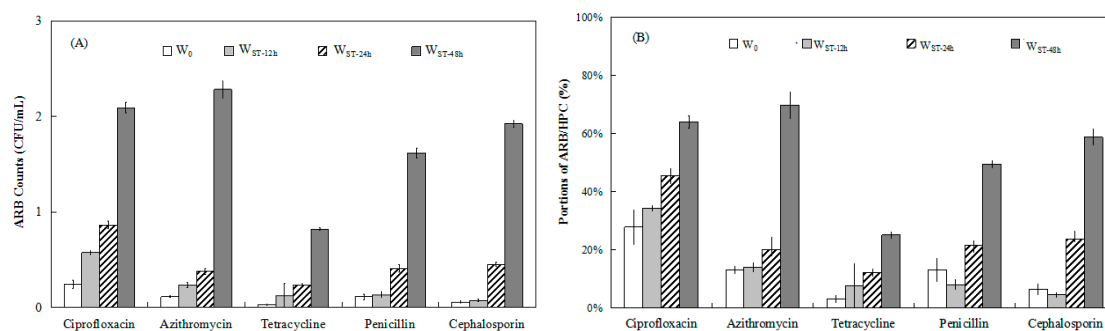 (A)
W0 WST-12h WST-24h WST-48h
ARB Counts (CFU/mL)
3
2
1
0
Ciprofloxacin Azithromycin Tetracycline Penicillin Cephalosporin
(B)
W0 WST-12h WST-24h WST-48h
Portions of ARB/HPC (%)
100%
80%
60%
40%
20%
0%
Ciprofloxacin Azithromycin Tetracycline Penicillin Cephalosporin